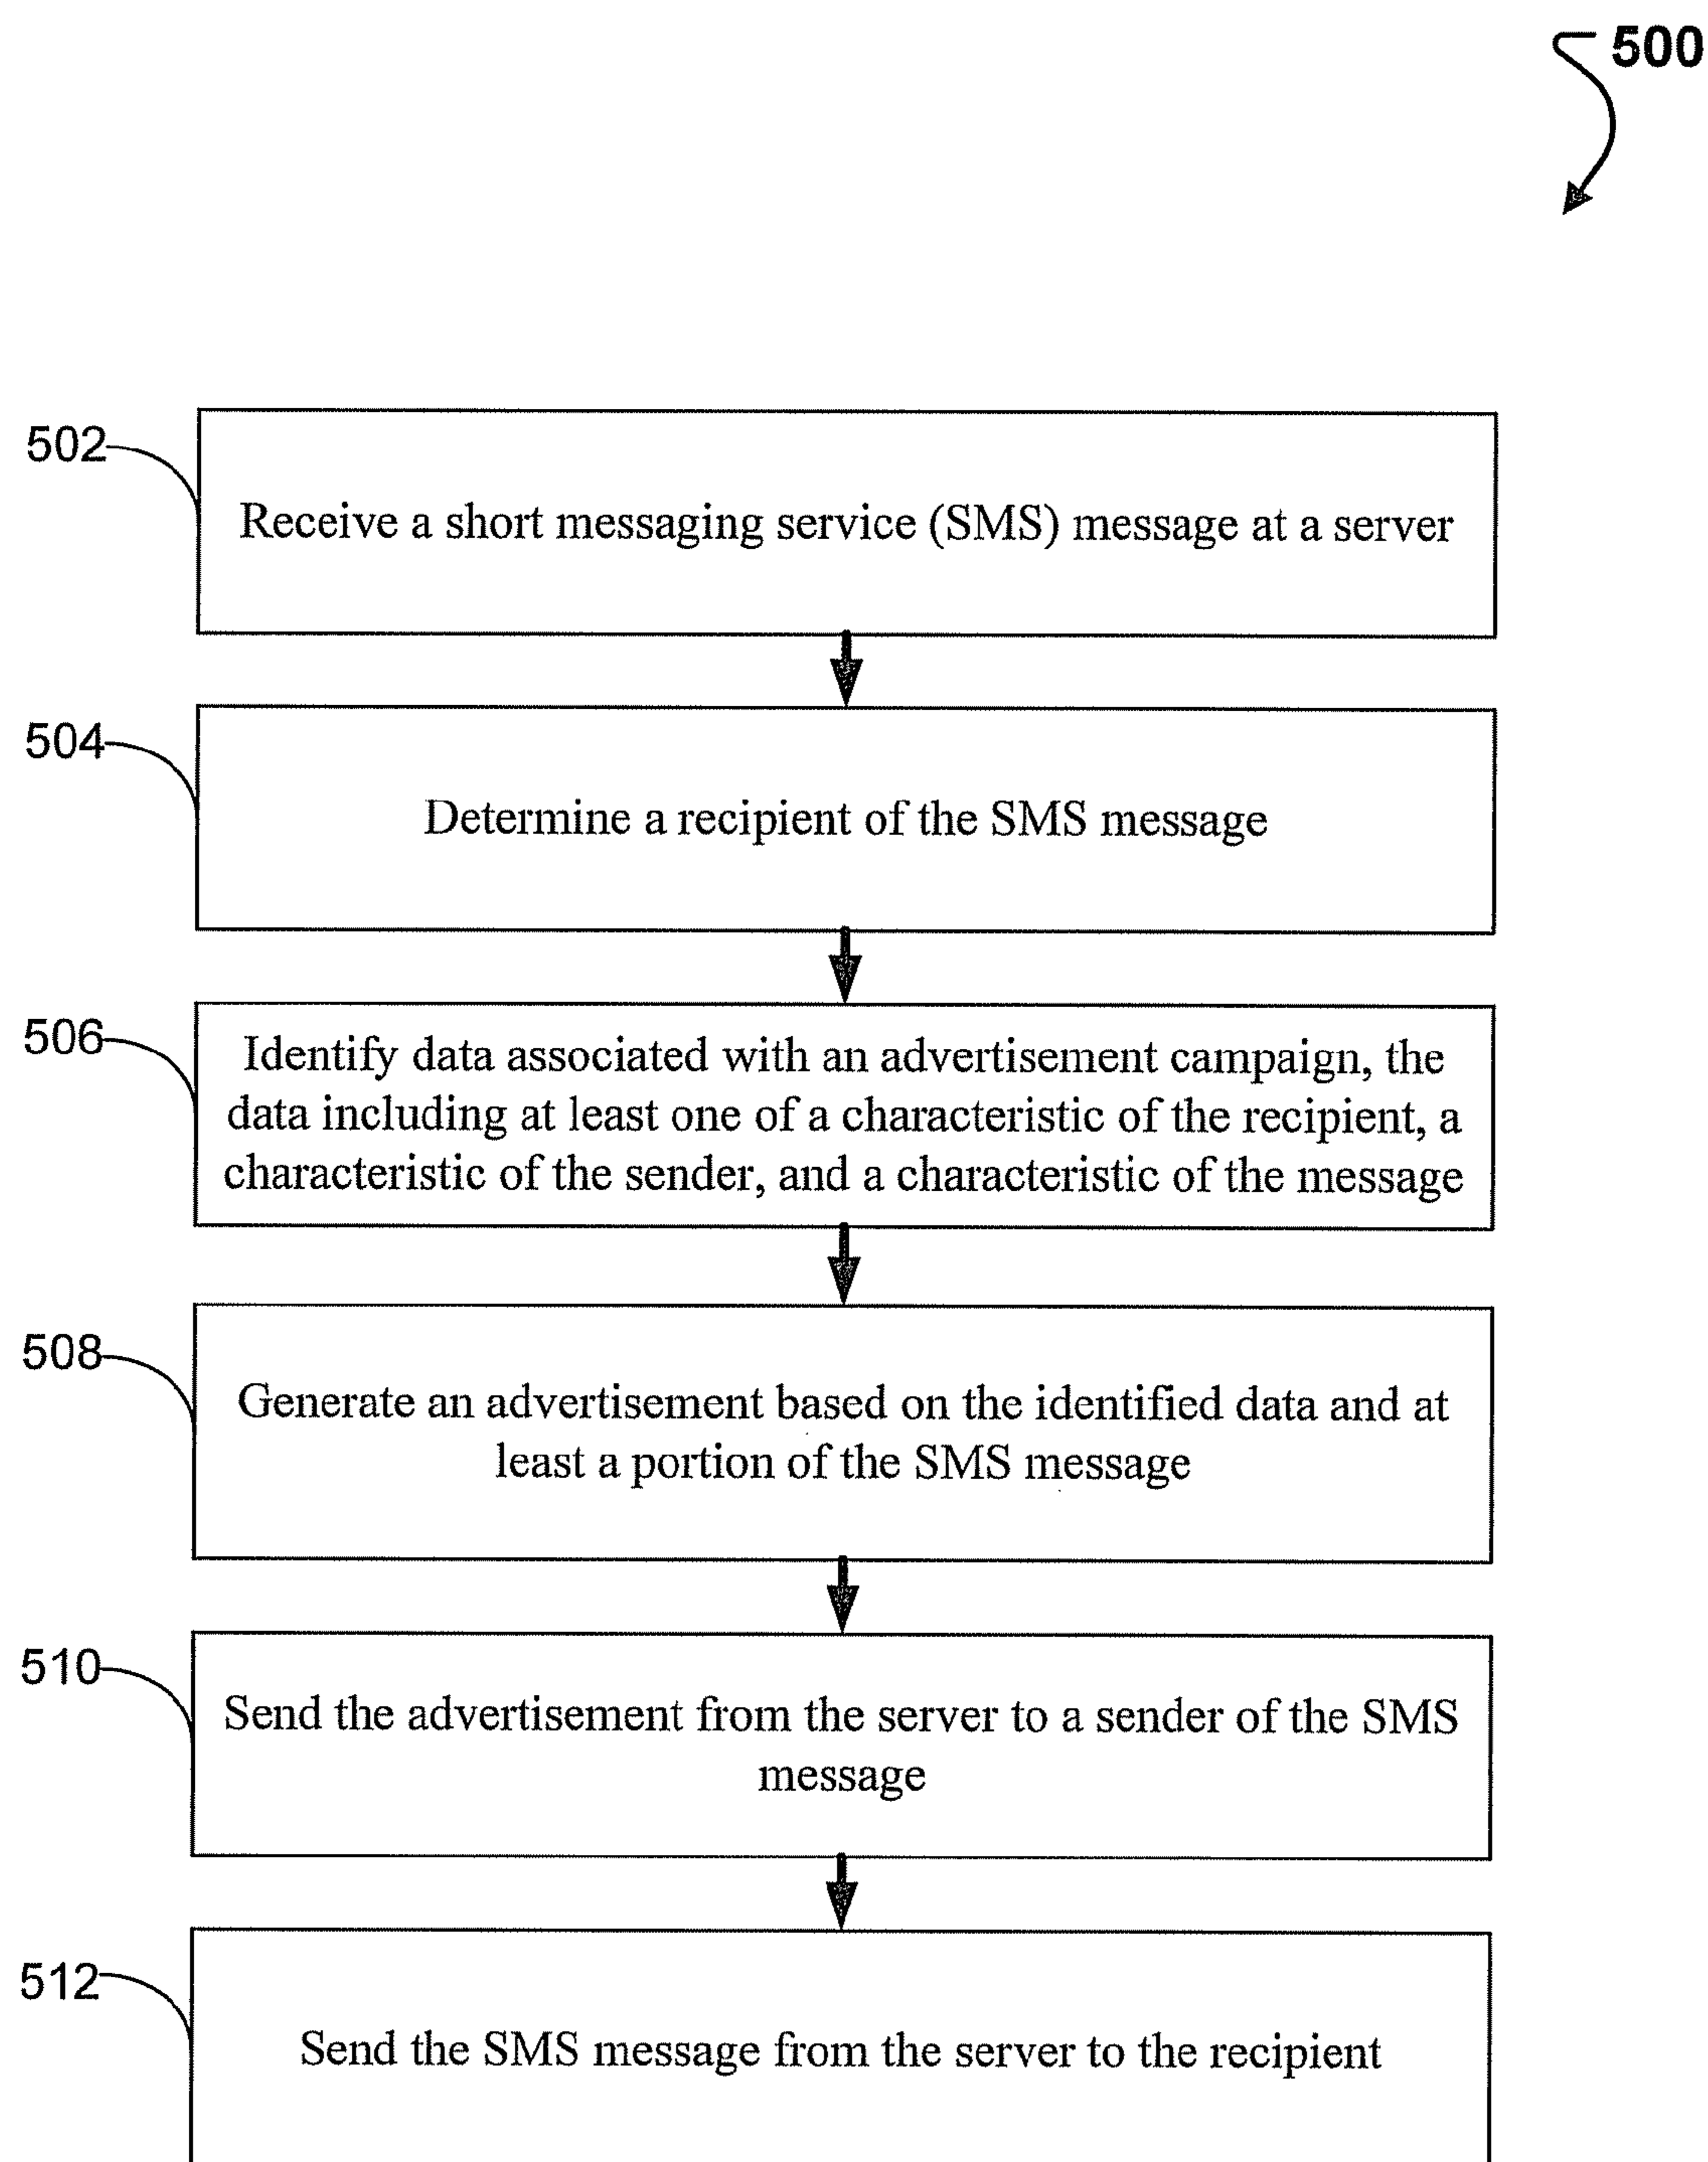 500
502
Receive a short messaging service (SMS) message at a server
504
Determine a recipient of the SMS message
506
Identify data associated with an advertisement campaign, the
data including at least one of a characteristic of the recipient, a
characteristic of the sender, and a characteristic of the message
508
Generate an advertisement based on the identified data and at
least a portion of the SMS message
510
Send the advertisement from the server to a sender of the SMS
message
512
Send the SMS message from the server to the recipient